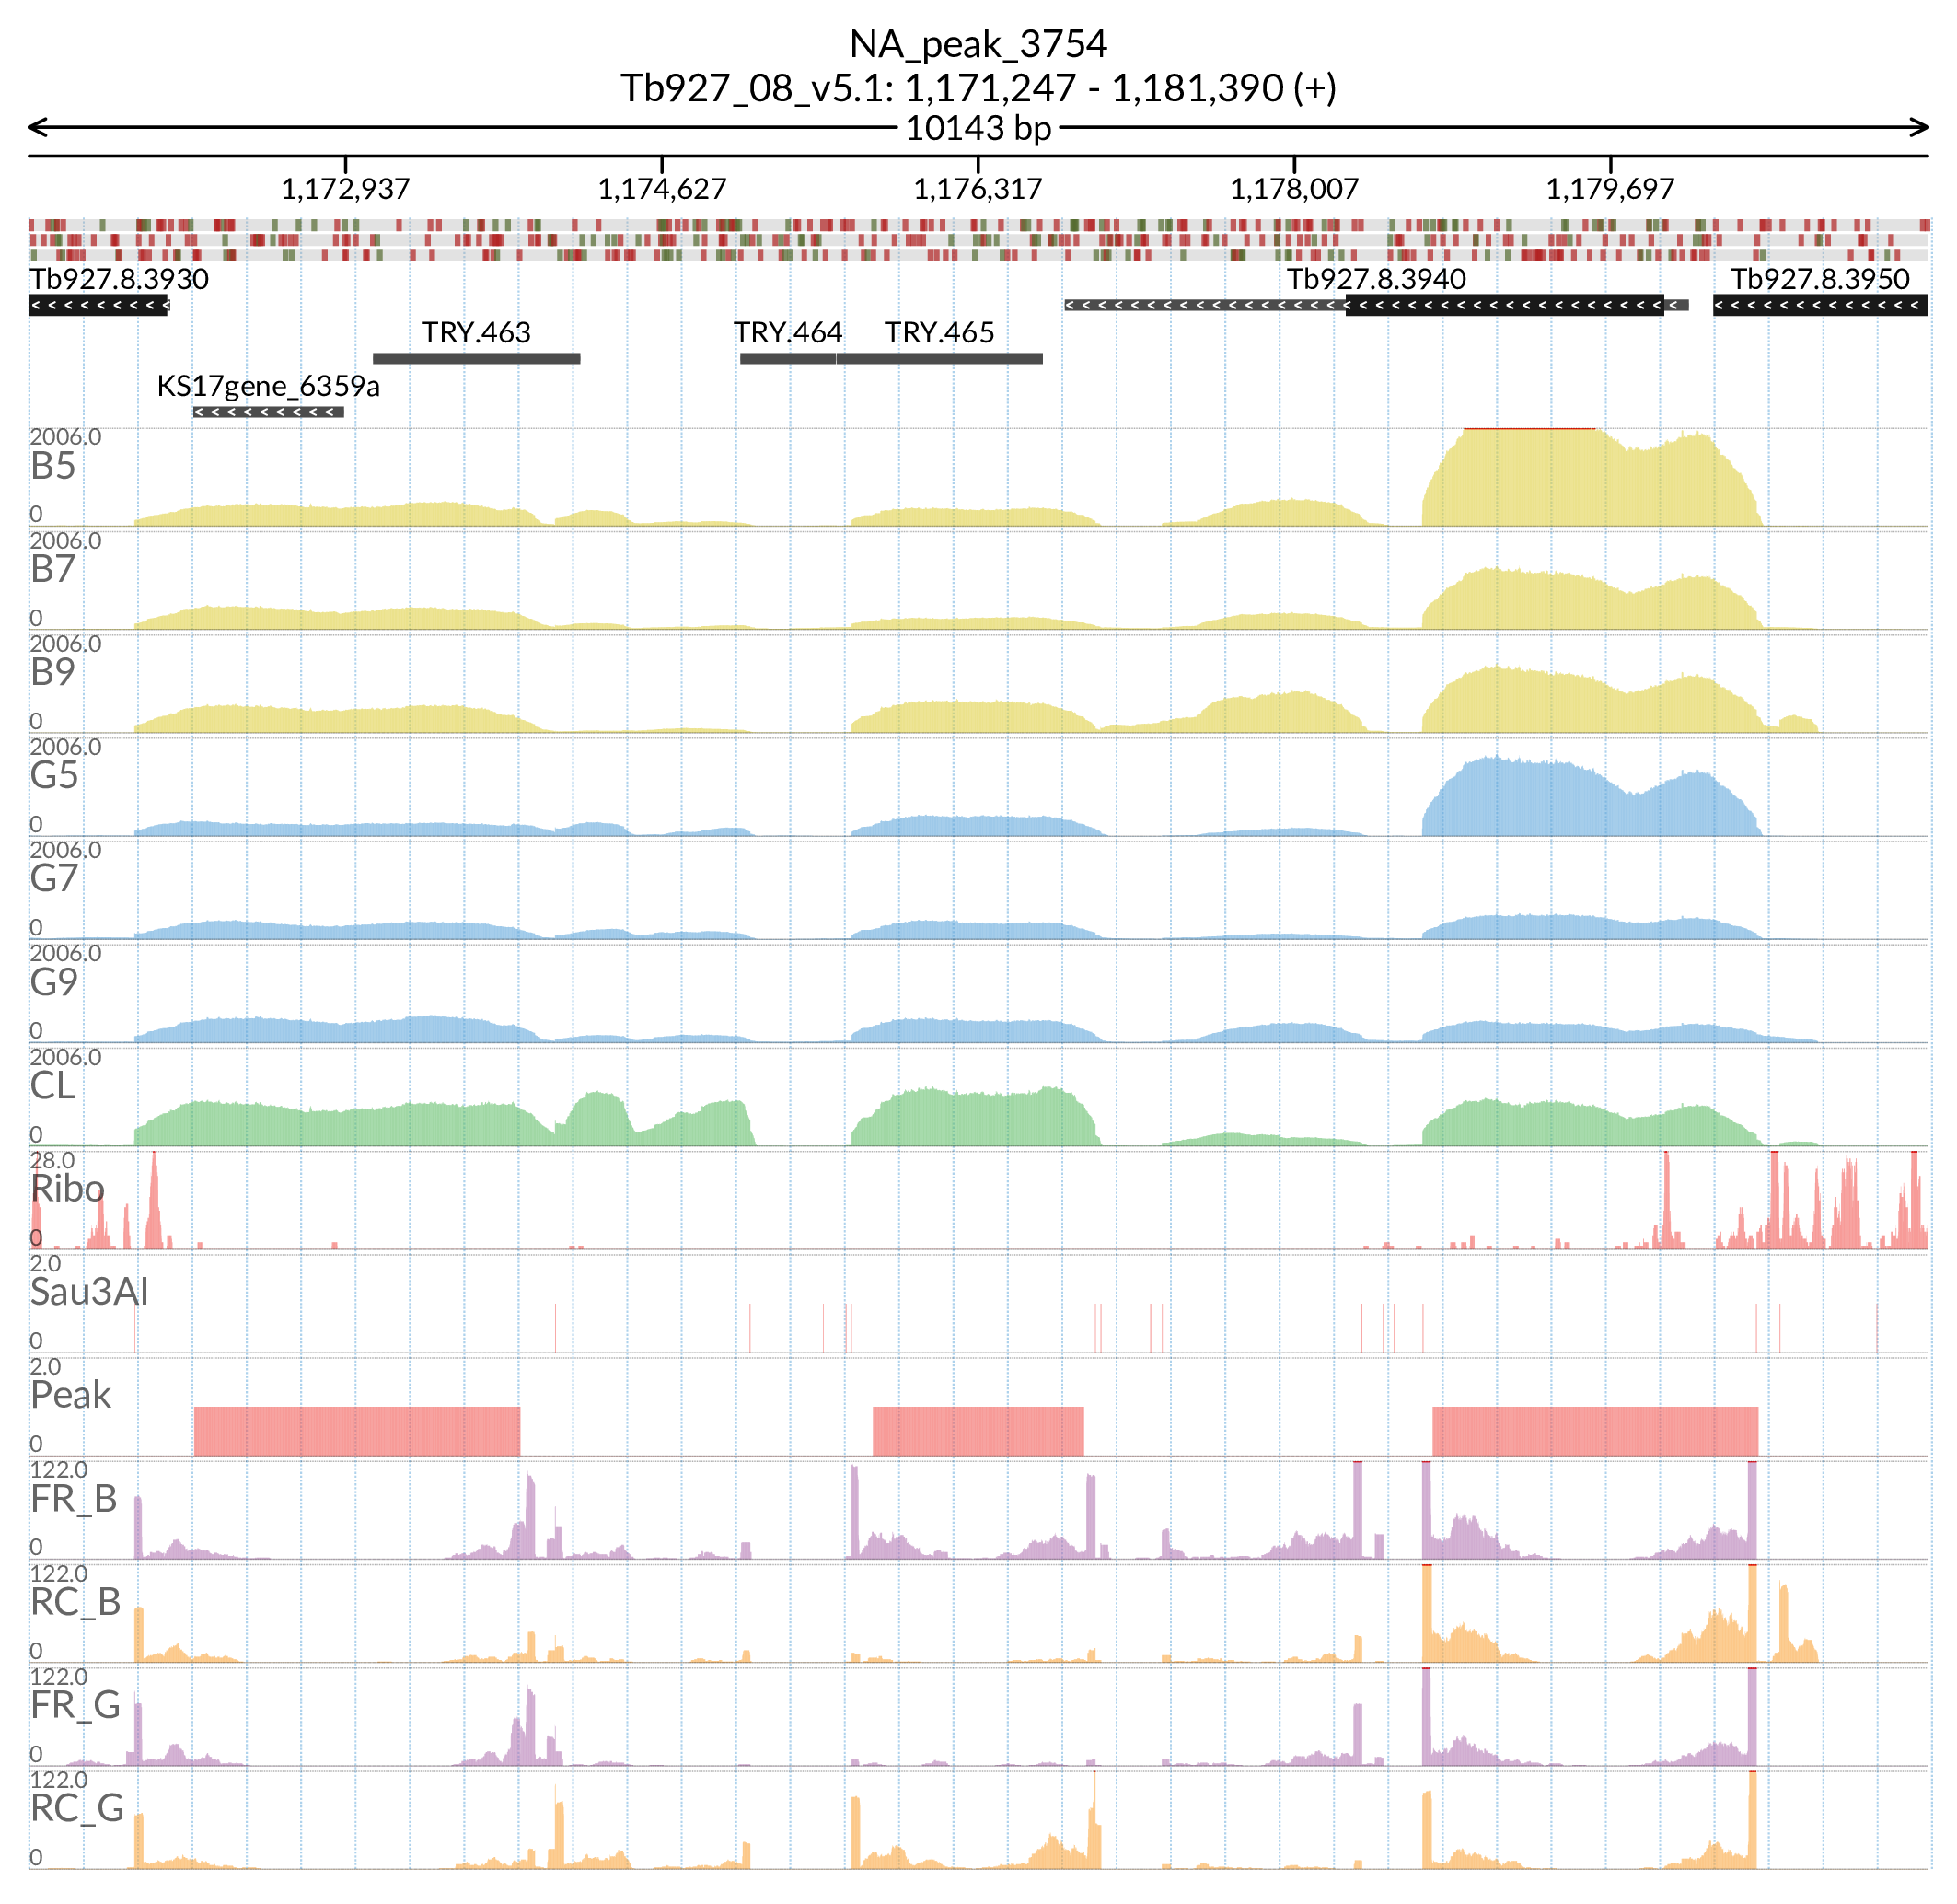 NA_peak_3754
Tb927_08_v5.1: 1,171,247 - 1,181,390 (+)
10143 bp
1,172,937 1,174,627 1,176,317 1,178,007 1,179,697
Tb927.8.3930 Tb927.8.3940 Tb927.8.3950
TRY.463 TRY.464 TRY.465
KS17gene_6359a
2006.0
B5
0
2006.0
B7
0
2006.0
B9
0
2006.0
G5
0
2006.0
G7
0
2006.0
G9
0
2006.0
CL
0
28.0
Ribo
0
2.0
Sau3AI
0
2.0
Peak
0
122.0
FR_B
0
122.0
RC_B
0
122.0
FR_G
0
122.0
RC_G
0